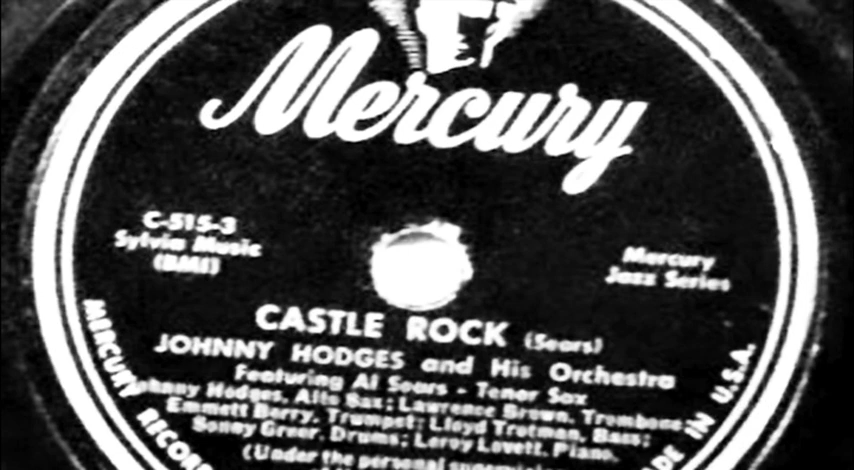 Mercury
C-515-3
Sylvia Music
(BMI)
Mercury
Jazz Series
CASTLE ROCK (Sears)
JOHNNY HODGES and His Orchestra
Featuring Al Sears - Tenor Sax
Johnny Hodges, Alto Sax; Lawrence Brown, Trombone;
Emmett Berry, Trumpet; Lloyd Trotman, Bass;
Sonny Greer, Drums; Leroy Lovett, Piano.
(Under the personal
MERCURY RECOR
DE IN U.S.A.